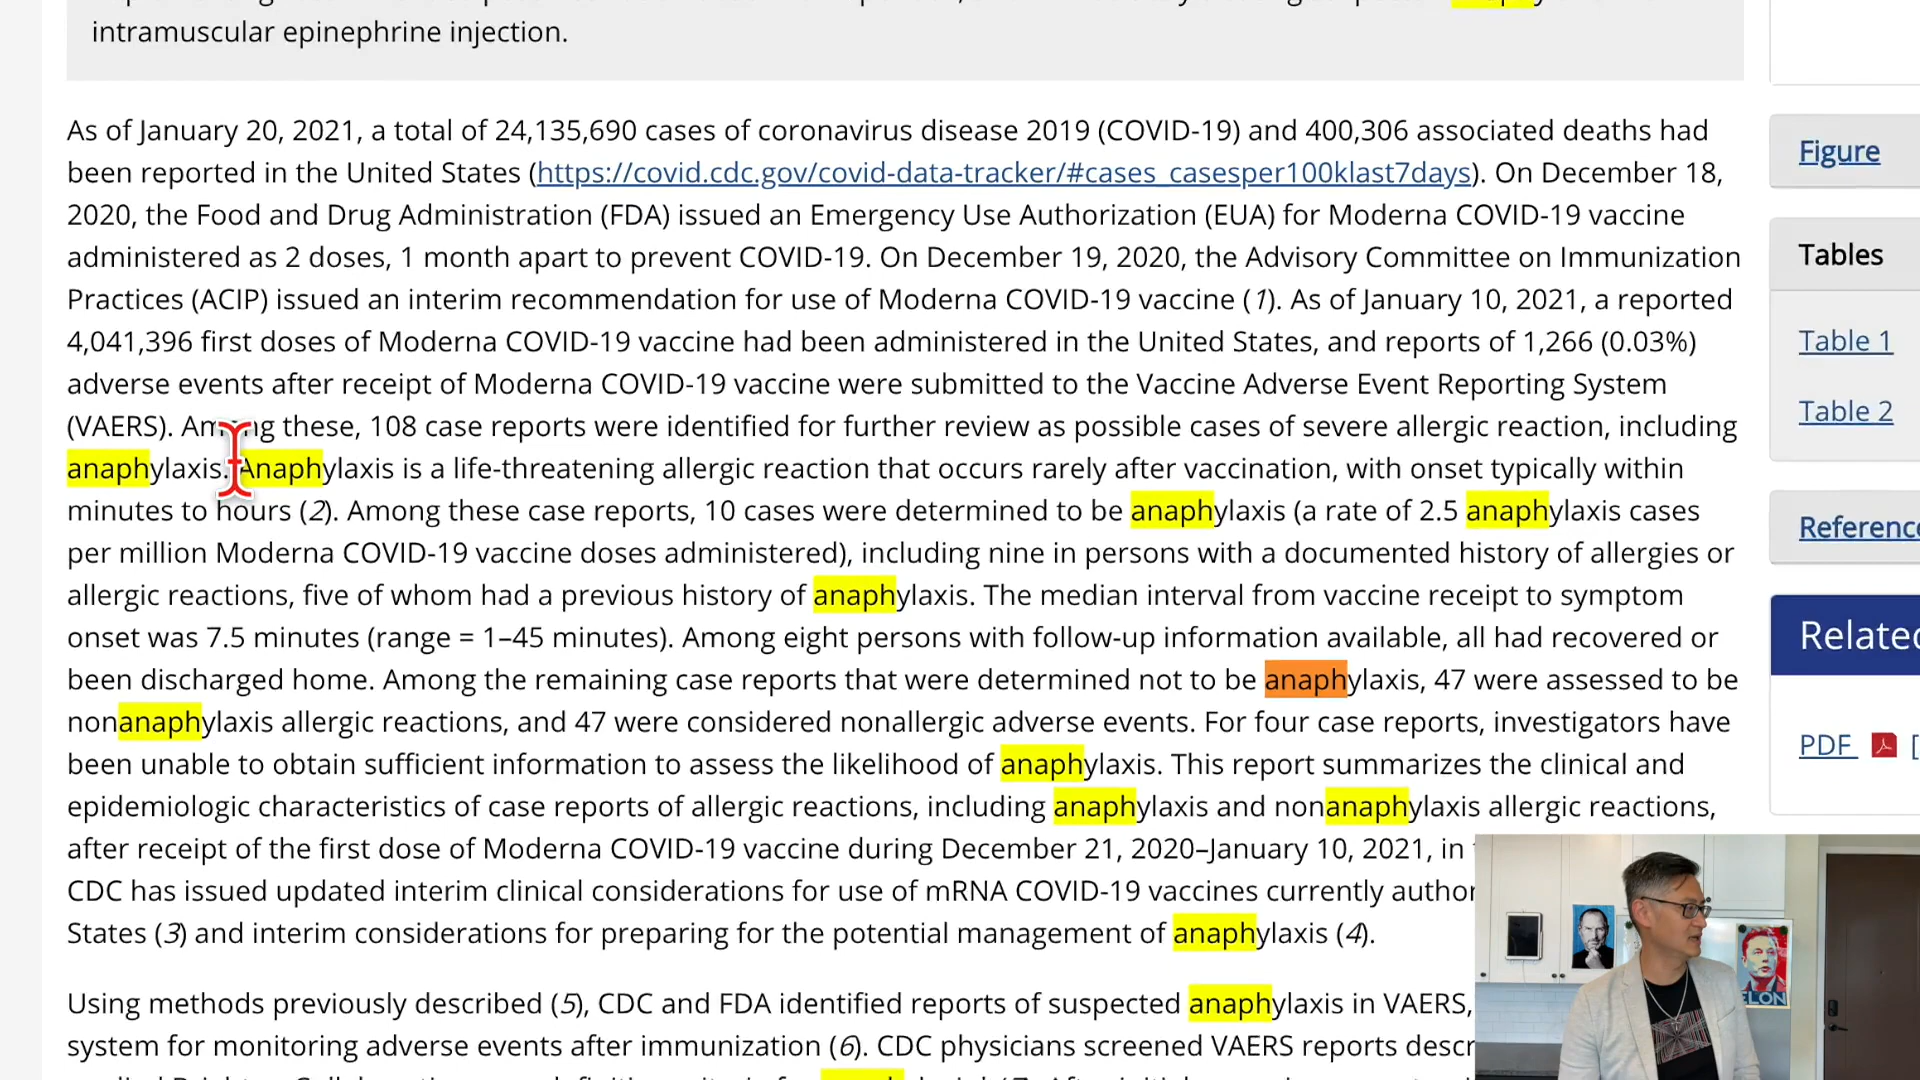 intramuscular epinephrine injection.
As of January 20, 2021, a total of 24,135,690 cases of coronavirus disease 2019 (COVID-19) and 400,306 associated deaths had
been reported in the United States (https://covid.cdc.gov/covid-data-tracker/#cases_casesper100klast7days). On December 18,
2020, the Food and Drug Administration (FDA) issued an Emergency Use Authorization (EUA) for Moderna COVID-19 vaccine
administered as 2 doses, 1 month apart to prevent COVID-19. On December 19, 2020, the Advisory Committee on Immunization
Practices (ACIP) issued an interim recommendation for use of Moderna COVID-19 vaccine (1). As of January 10, 2021, a reported
4,041,396 first doses of Moderna COVID-19 vaccine had been administered in the United States, and reports of 1,266 (0.03%)
adverse events after receipt of Moderna COVID-19 vaccine were submitted to the Vaccine Adverse Event Reporting System
(VAERS). Among these, 108 case reports were identified for further review as possible cases of severe allergic reaction, including
anaphylaxis. Anaphylaxis is a life-threatening allergic reaction that occurs rarely after vaccination, with onset typically within
minutes to hours (2). Among these case reports, 10 cases were determined to be anaphylaxis (a rate of 2.5 anaphylaxis cases
per million Moderna COVID-19 vaccine doses administered), including nine in persons with a documented history of allergies or
allergic reactions, five of whom had a previous history of anaphylaxis. The median interval from vaccine receipt to symptom
onset was 7.5 minutes (range = 1–45 minutes). Among eight persons with follow-up information available, all had recovered or
been discharged home. Among the remaining case reports that were determined not to be anaphylaxis, 47 were assessed to be
nonanaphylaxis allergic reactions, and 47 were considered nonallergic adverse events. For four case reports, investigators have
been unable to obtain sufficient information to assess the likelihood of anaphylaxis. This report summarizes the clinical and
epidemiologic characteristics of case reports of allergic reactions, including anaphylaxis and nonanaphylaxis allergic reactions,
after receipt of the first dose of Moderna COVID-19 vaccine during December 21, 2020–January 10, 2021, in
CDC has issued updated interim clinical considerations for use of mRNA COVID-19 vaccines currently author
States (3) and interim considerations for preparing for the potential management of anaphylaxis (4).
Using methods previously described (5), CDC and FDA identified reports of suspected anaphylaxis in VAERS,
system for monitoring adverse events after immunization (6). CDC physicians screened VAERS reports descr
Figure
Tables
Table 1
Table 2
Referenc
Relate
PDF [
ELON